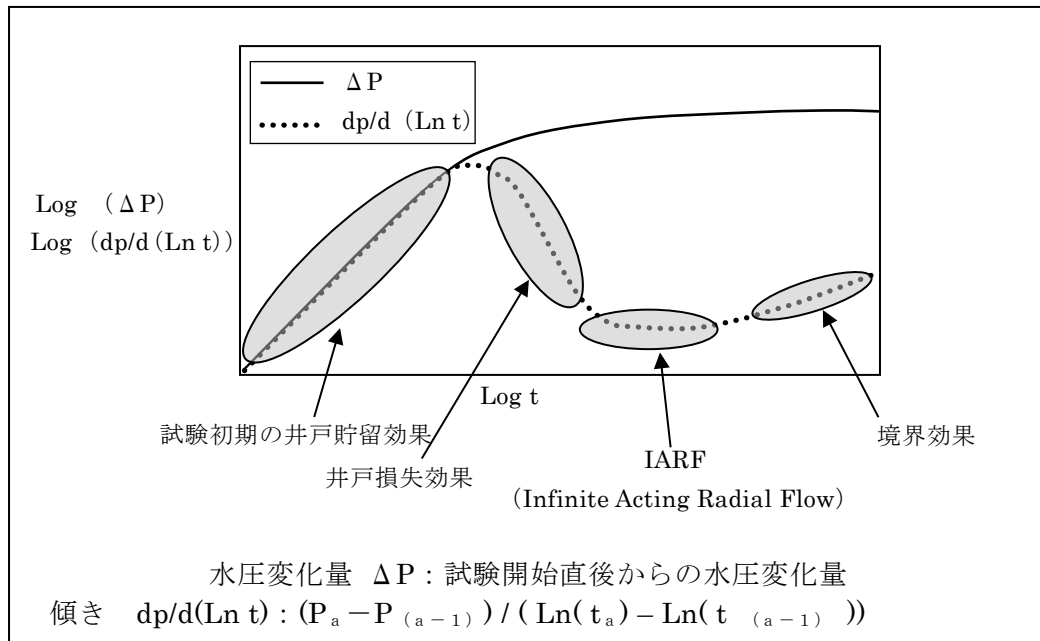 ΔP
dp/d (Ln t)
Log (ΔP)
Log (dp/d (Ln t))
Log t
試験初期の井戸貯留効果
井戸損失効果
IARF
(Infinite Acting Radial Flow)
境界効果
水圧変化量 ΔP:試験開始直後からの水圧変化量
傾き dp/d(Ln t) : (Pₐ-P₍ₐ₋₁₎) / ( Ln( tₐ) – Ln( t ₍ₐ₋₁₎ ))